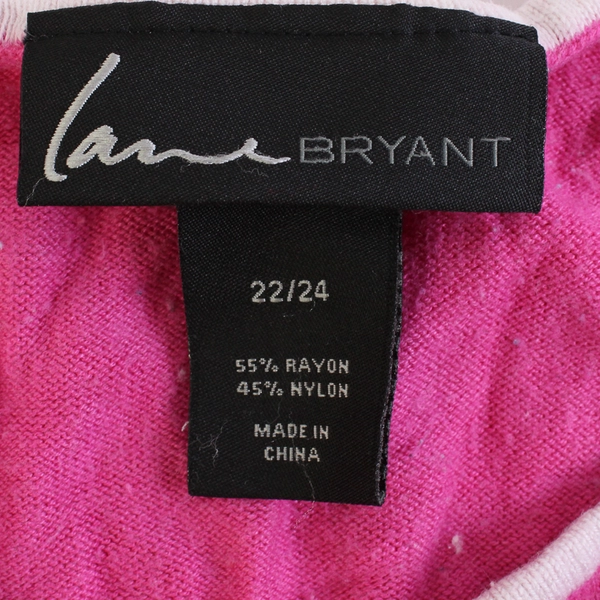 Lane BRYANT
22/24
55% RAYON
45% NYLON
MADE IN
CHINA